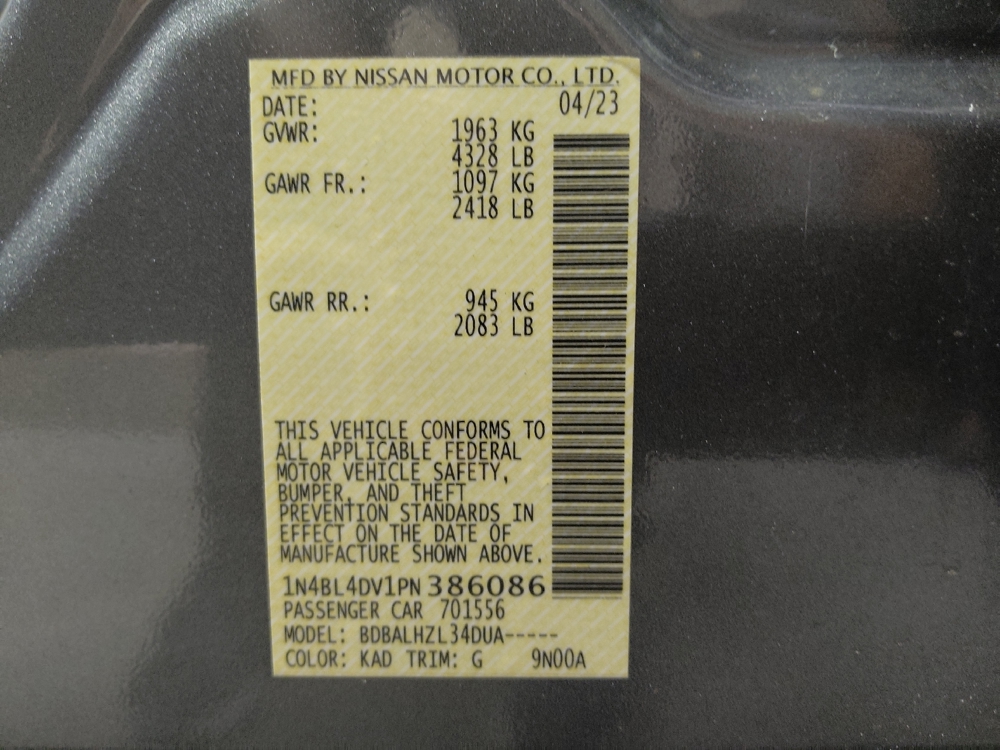 MFD BY NISSAN MOTOR CO., LTD.
DATE: 04/23
GVWR: 1963 KG
4328 LB
GAWR FR.: 1097 KG
2418 LB
GAWR RR.: 945 KG
2083 LB
THIS VEHICLE CONFORMS TO
ALL APPLICABLE FEDERAL
MOTOR VEHICLE SAFETY,
BUMPER, AND THEFT
PREVENTION STANDARDS IN
EFFECT ON THE DATE OF
MANUFACTURE SHOWN ABOVE.
1N4BL4DV1PN386086
PASSENGER CAR 701556
MODEL: BDBALHZL34DUA-----
COLOR: KAD TRIM: G 9N00A